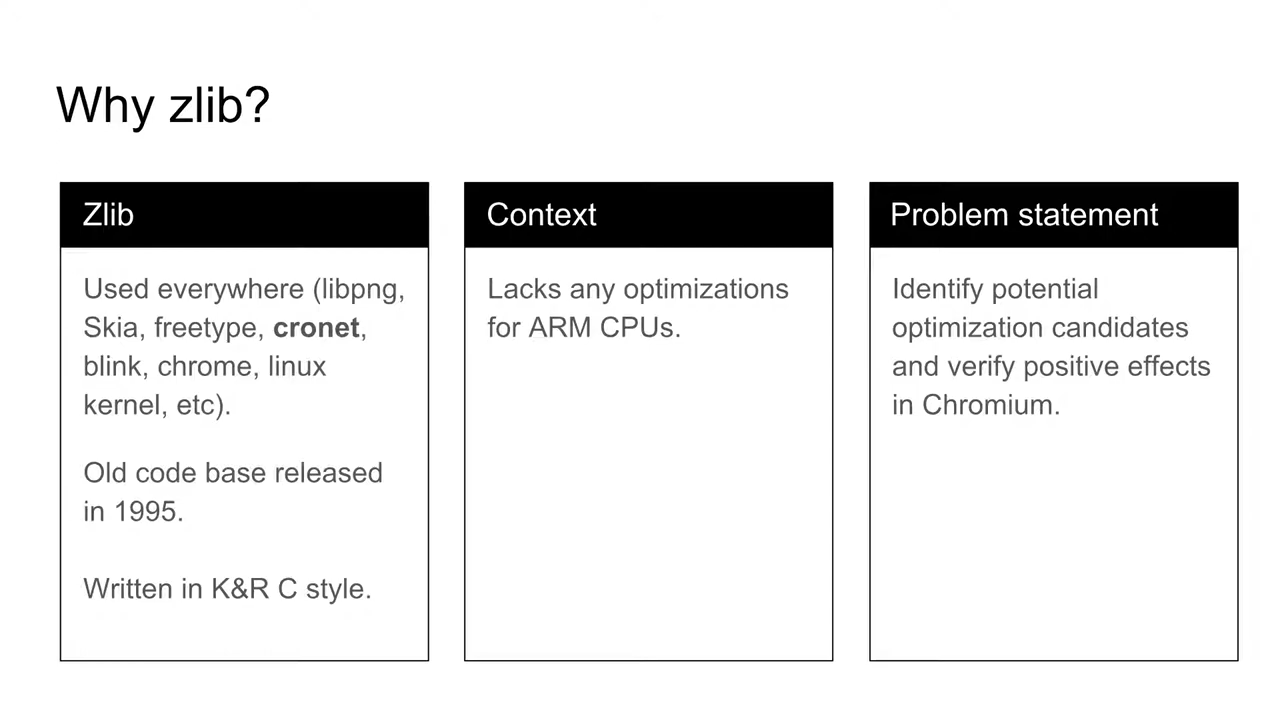 Why zlib?
Zlib
Used everywhere (libpng,
Skia, freetype, cronet,
blink, chrome, linux
kernel, etc).
Old code base released
in 1995.
Written in K&R C style.
Context
Lacks any optimizations
for ARM CPUs.
Problem statement
Identify potential
optimization candidates
and verify positive effects
in Chromium.